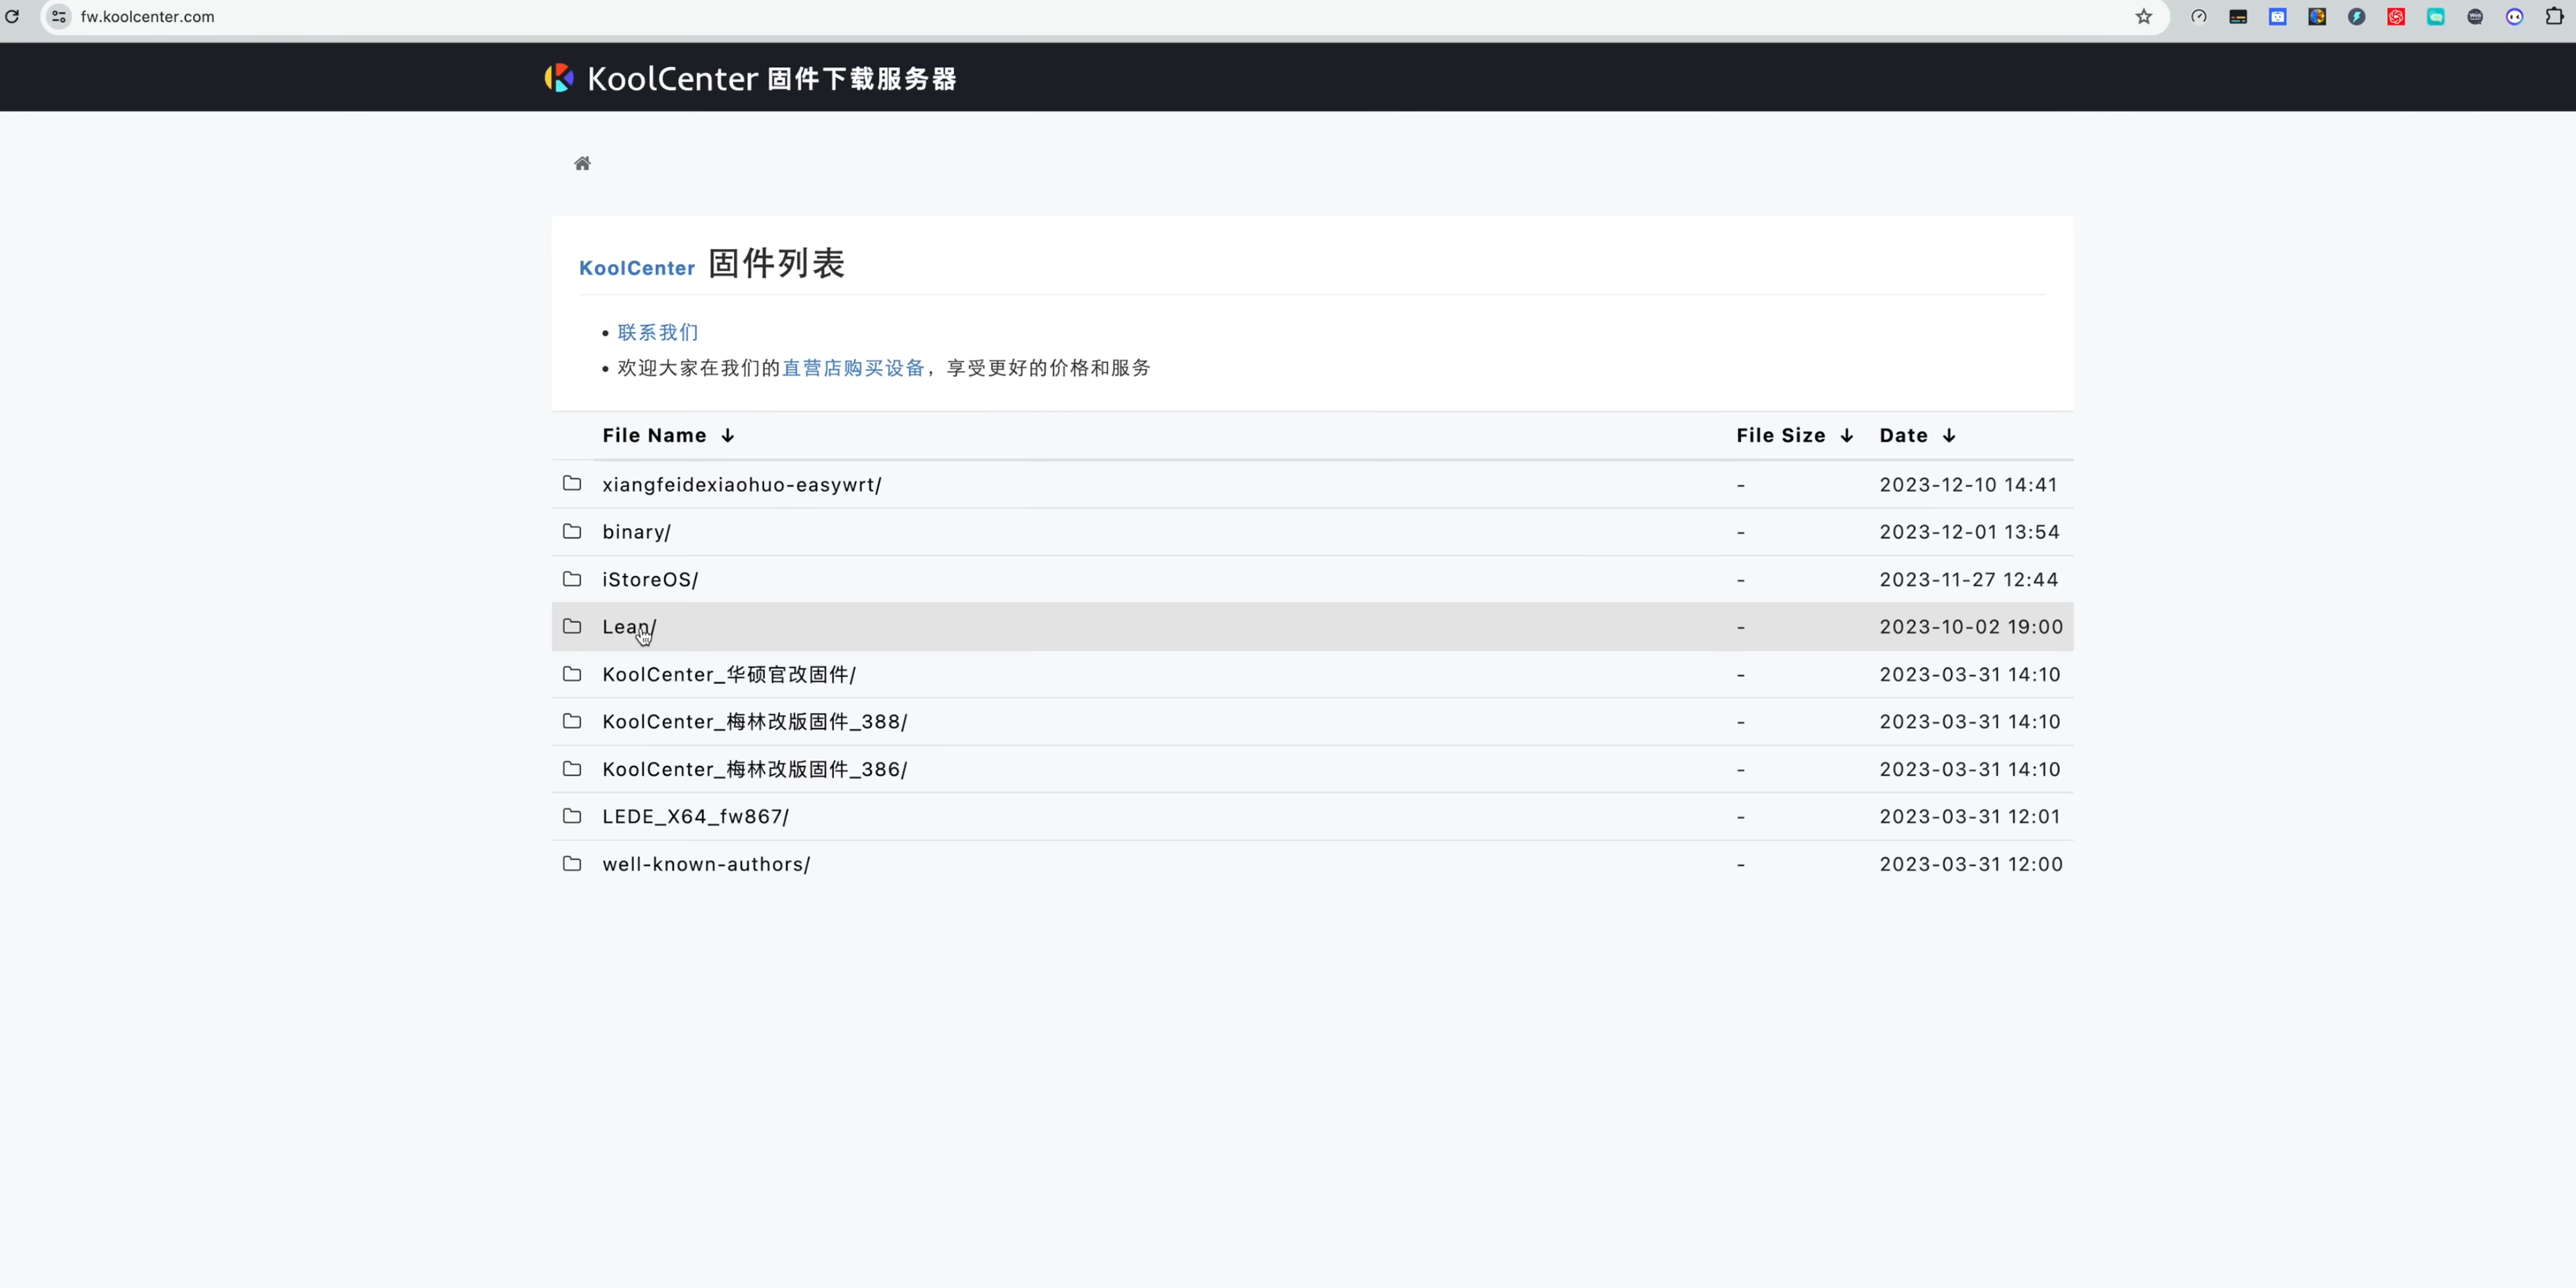 fw.koolcenter.com
KoolCenter 固件下载服务器
KoolCenter 固件列表
• 联系我们
• 欢迎大家在我们的直营店购买设备，享受更好的价格和服务
File Name ↓ File Size ↓ Date ↓
xiangfeidexiaohuo-easywrt/ - 2023-12-10 14:41
binary/ - 2023-12-01 13:54
iStoreOS/ - 2023-11-27 12:44
Lean/ - 2023-10-02 19:00
KoolCenter_华硕官改固件/ - 2023-03-31 14:10
KoolCenter_梅林改版固件_388/ - 2023-03-31 14:10
KoolCenter_梅林改版固件_386/ - 2023-03-31 14:10
LEDE_X64_fw867/ - 2023-03-31 12:01
well-known-authors/ - 2023-03-31 12:00